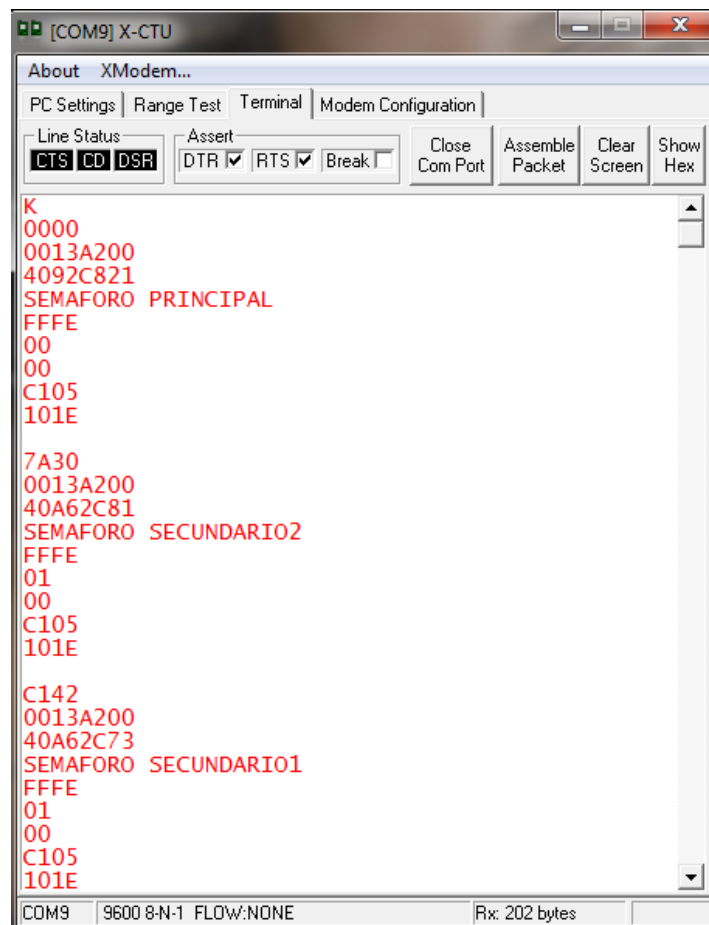 [COM9] X-CTU
About XModem...
PC Settings Range Test Terminal Modem Configuration
Line Status Assert
CTS CD DSR DTR RTS Break Close Com Port Assemble Packet Clear Screen Show Hex
K
0000
0013A200
4092C821
SEMAFORO PRINCIPAL
FFFE
00
00
C105
101E
7A30
0013A200
40A62C81
SEMAFORO SECUNDARIO2
FFFE
01
00
C105
101E
C142
0013A200
40A62C73
SEMAFORO SECUNDARIO1
FFFE
01
00
C105
101E
COM9 9600 8-N-1 FLOW:NONE Rx: 202 bytes